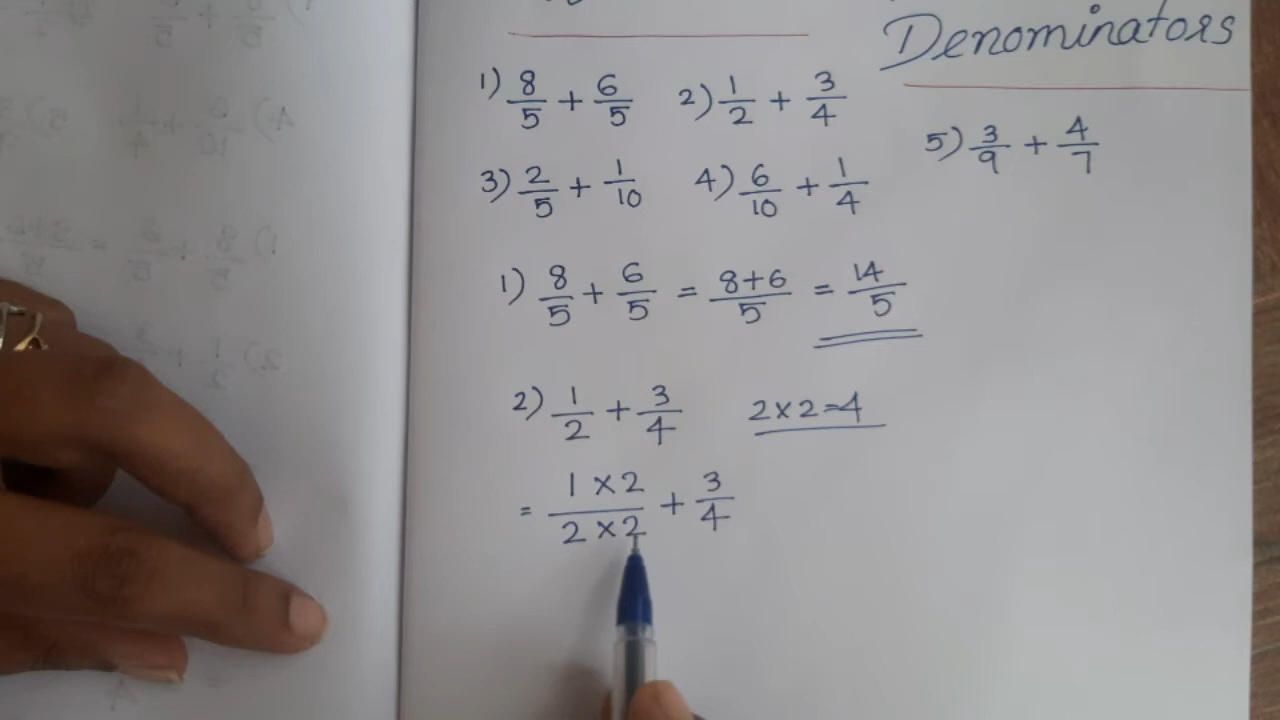 Denominators
1) 8/5 + 6/5 2) 1/2 + 3/4
3) 2/5 + 1/10 4) 6/10 + 1/4 5) 3/9 + 4/7
1) 8/5 + 6/5 = 8+6/5 = 14/5
2) 1/2 + 3/4 2×2=4
= 1×2/2×2 + 3/4